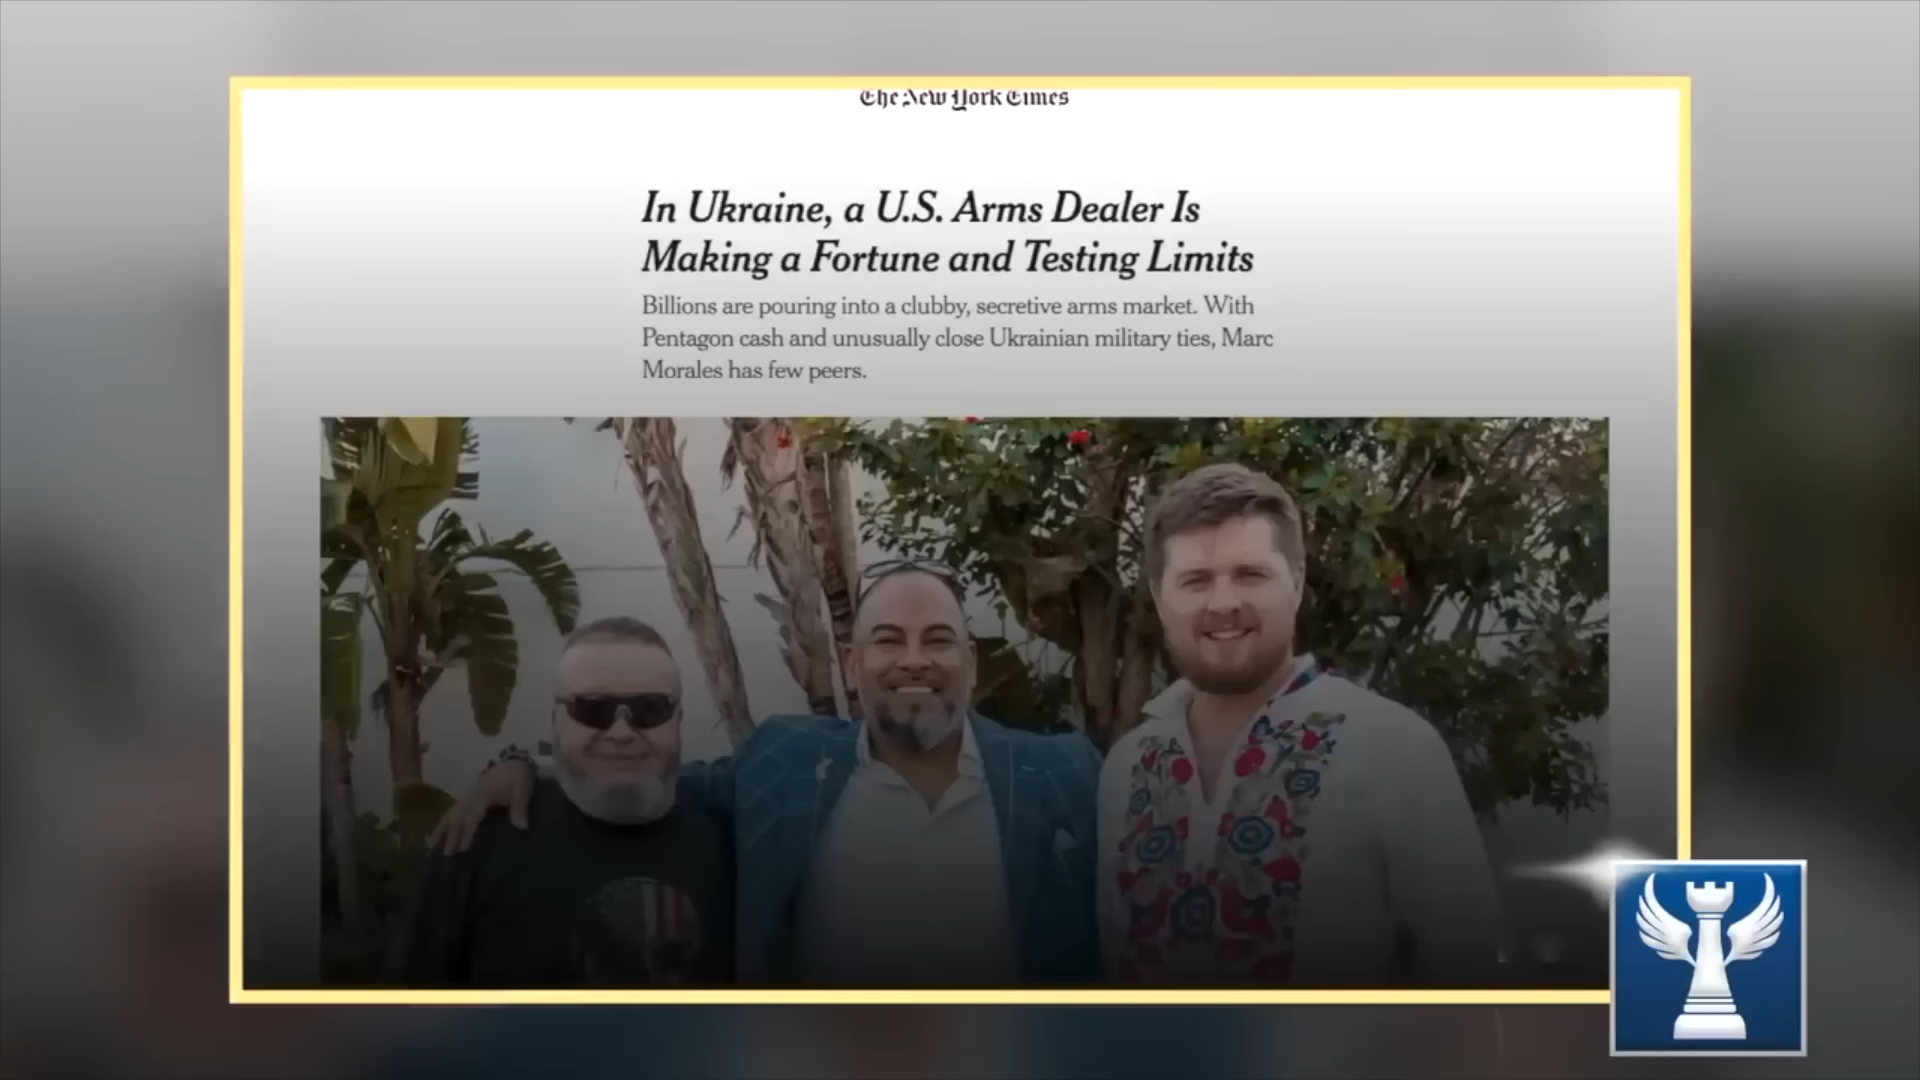 The New York Times
In Ukraine, a U.S. Arms Dealer Is
Making a Fortune and Testing Limits
Billions are pouring into a clubby, secretive arms market. With
Pentagon cash and unusually close Ukrainian military ties, Marc
Morales has few peers.